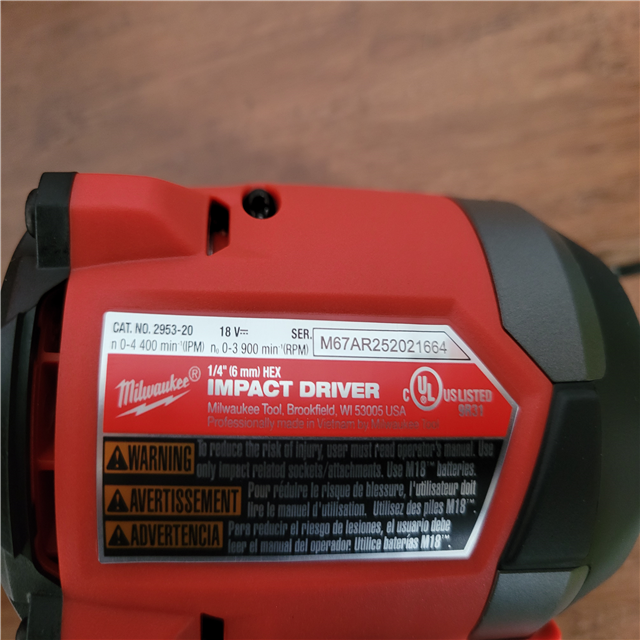 CAT. NO. 2953-20 18 V⎓ SER. M67AR252021664
n 0-4 400 min⁻¹(IPM) n₀ 0-3 900 min⁻¹(RPM)
1/4" (6 mm) HEX
Milwaukee® IMPACT DRIVER C UL US LISTED
Milwaukee Tool, Brookfield, WI 53005 USA 9B31
Professionally made in Vietnam by Milwaukee Tool
WARNING To reduce the risk of injury, user must read operator's manual. Use
only impact related sockets/attachments. Use M18™ batteries.
AVERTISSEMENT Pour réduire le risque de blessure, l'utilisateur doit
lire le manuel d'utilisation. Utilisez des piles M18™.
ADVERTENCIA Para reducir el riesgo de lesiones, el usuario debe
leer el manual del operador. Utilice baterías M18™.